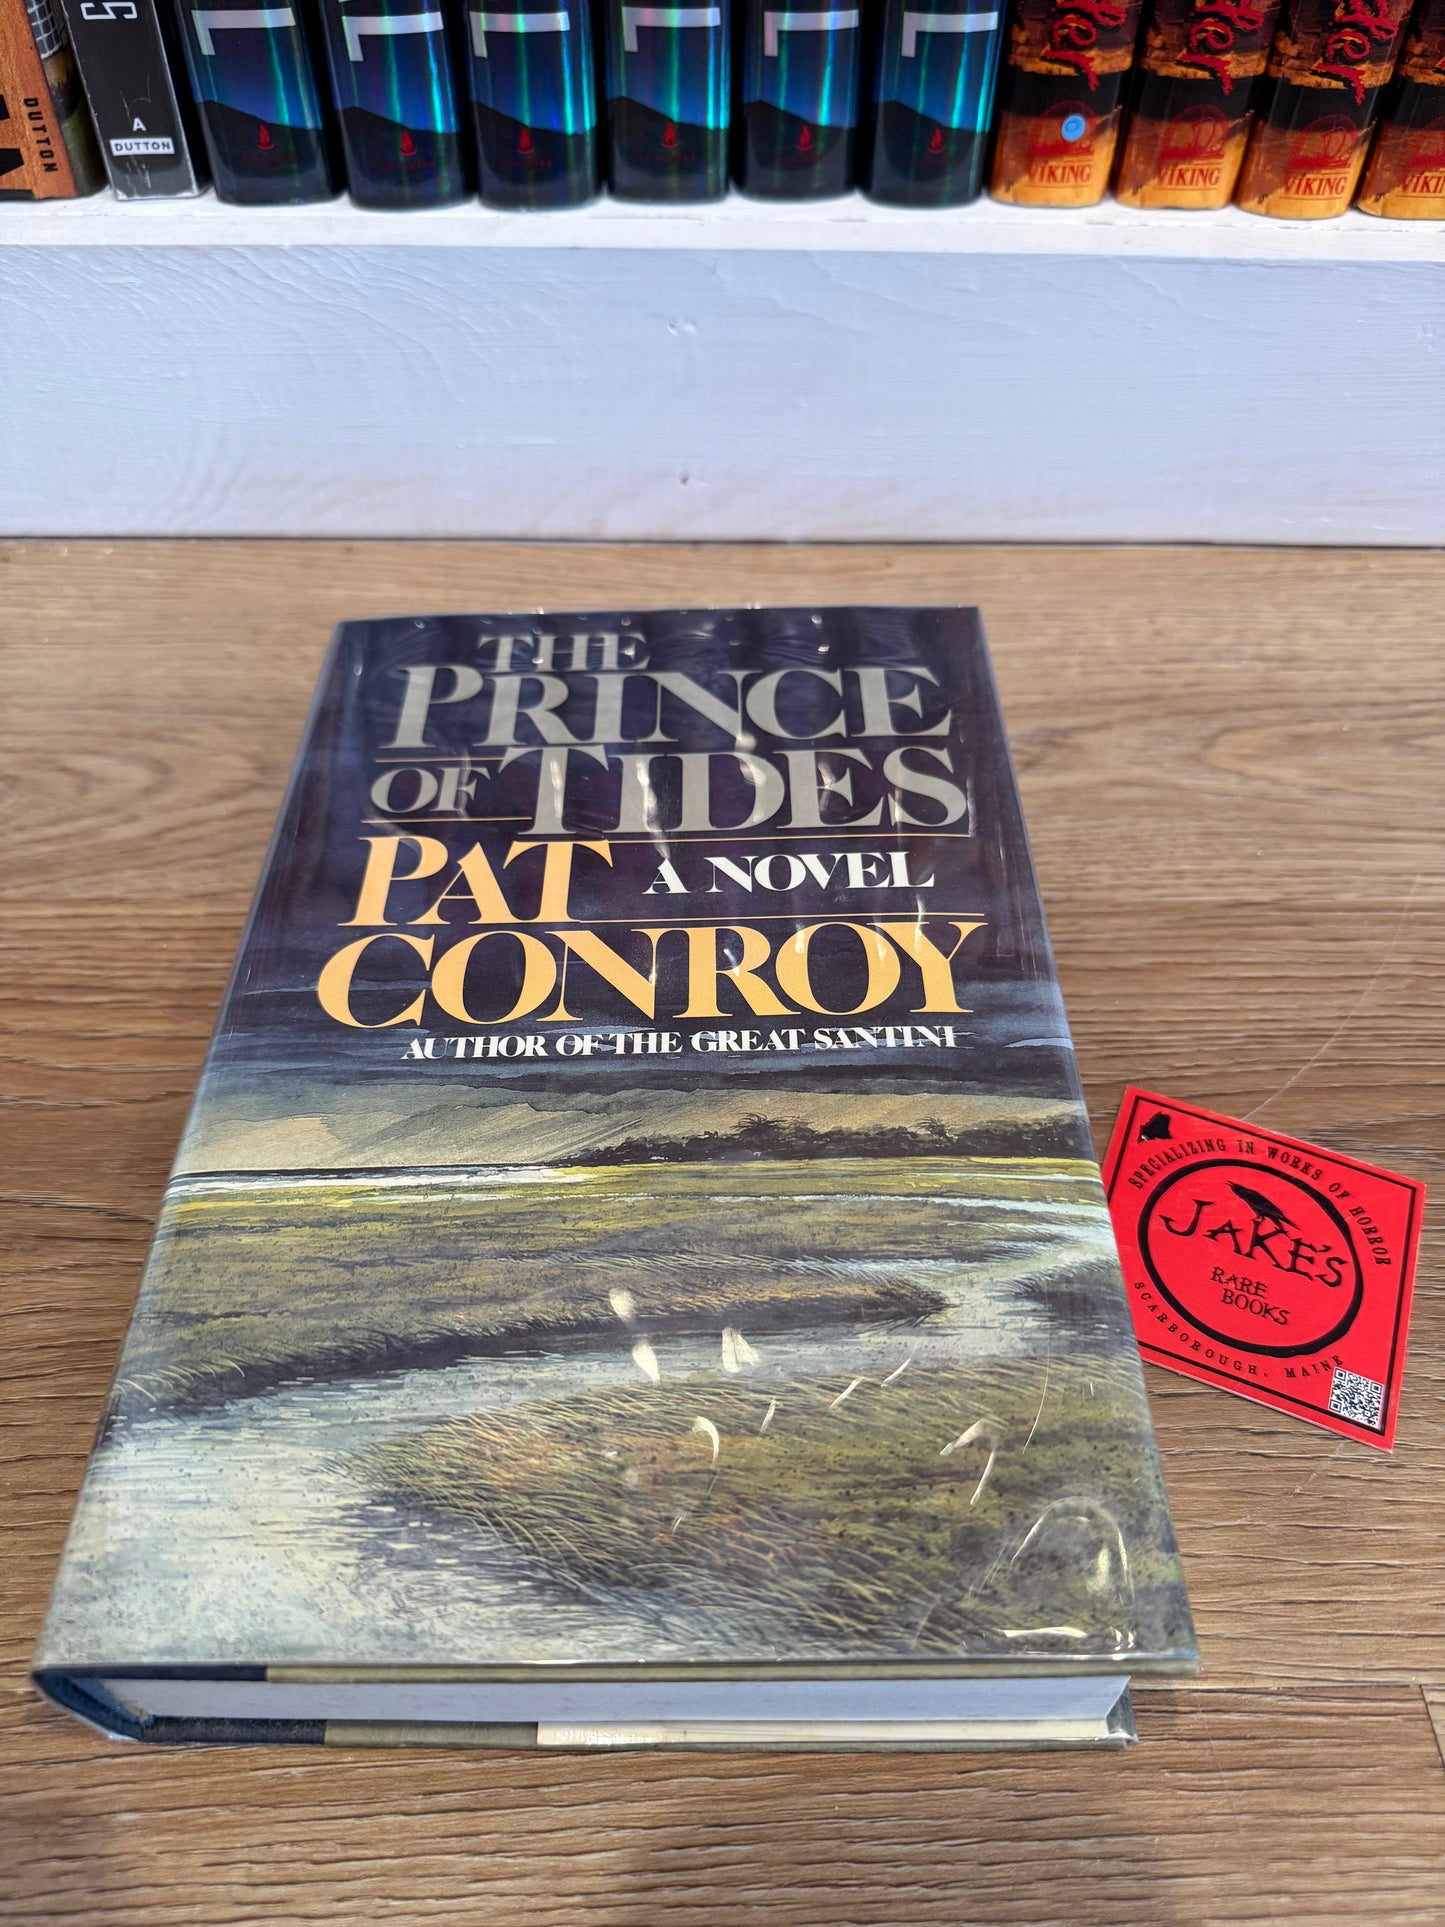 DUTTON
S
A
DUTTON
VIKING
VIKING
VIKING
THE
PRINCE
OF TIDES
PAT
A NOVEL
CONROY
AUTHOR OF THE GREAT SANTINI
SPECIALIZING IN WORKS OF HORROR
JAKE'S
RARE
BOOKS
SCARBOROUGH, MAINE